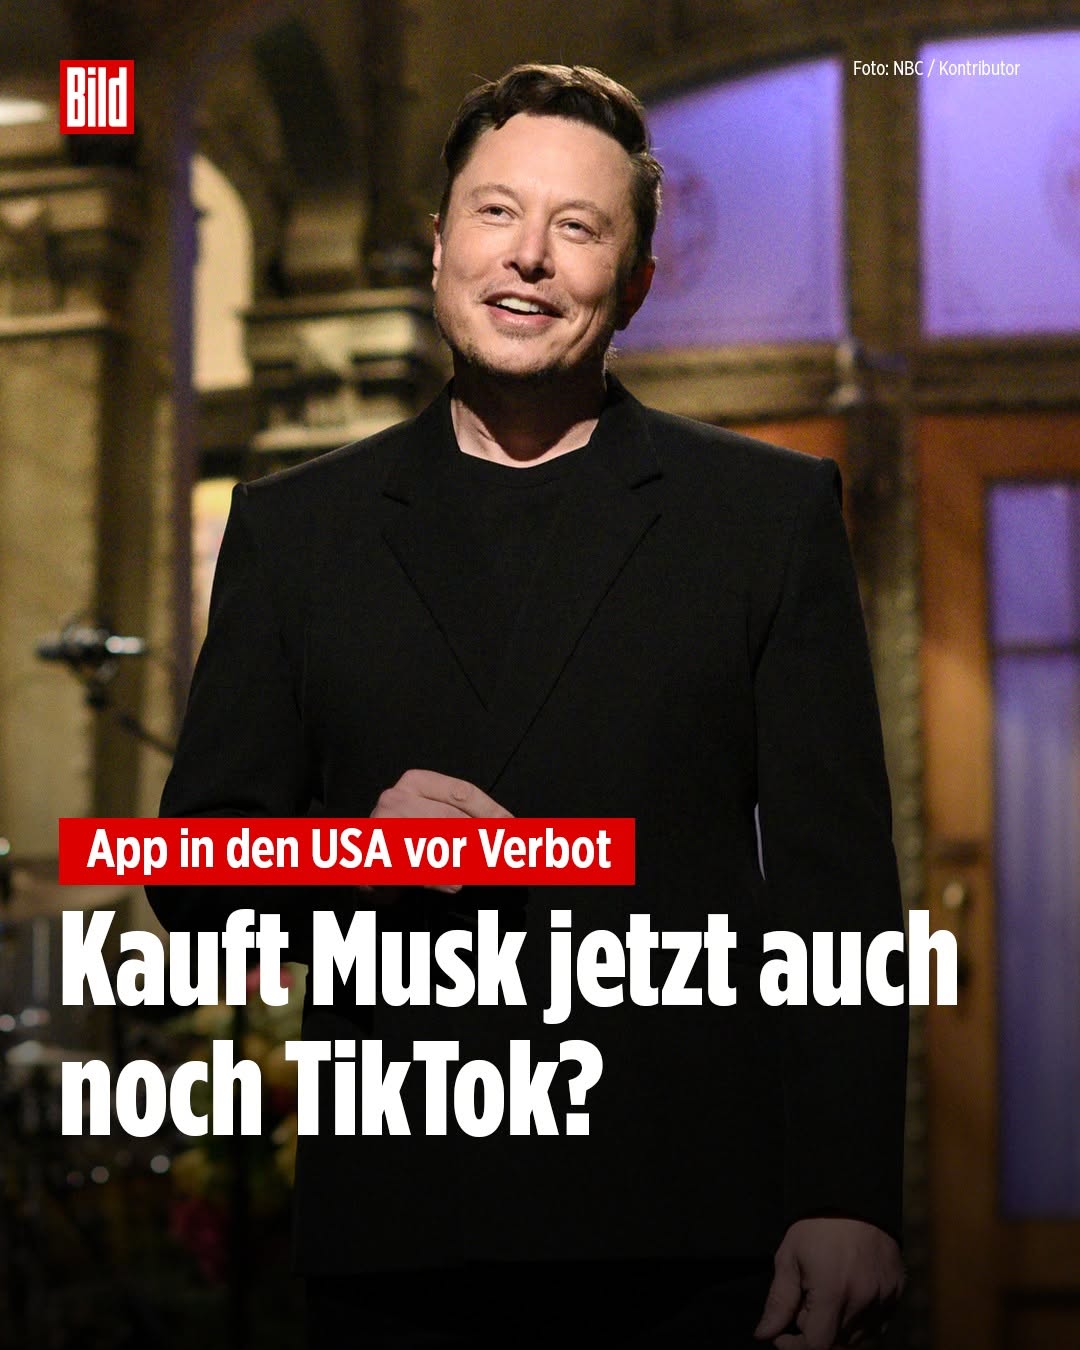 Bild
Foto: NBC / Kontributor
App in den USA vor Verbot
Kauft Musk jetzt auch
noch TikTok?